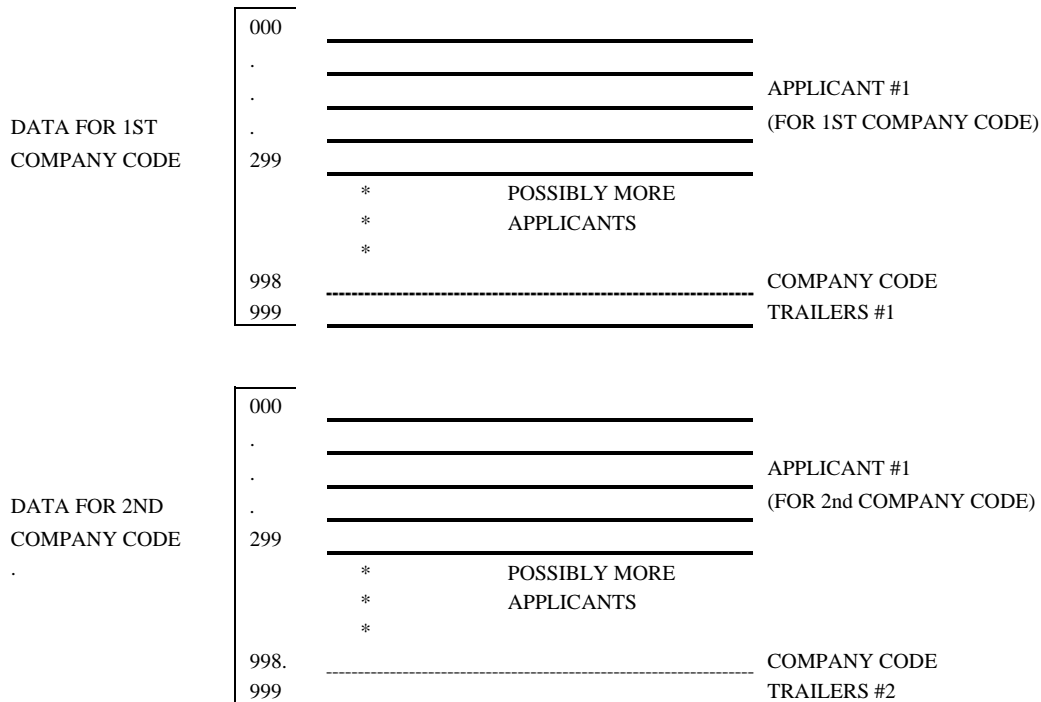 000
.
. APPLICANT #1
DATA FOR 1ST . (FOR 1ST COMPANY CODE)
COMPANY CODE 299
* POSSIBLY MORE
* APPLICANTS
*
998 COMPANY CODE
999 TRAILERS #1
000
.
. APPLICANT #1
DATA FOR 2ND . (FOR 2nd COMPANY CODE)
COMPANY CODE 299
. * POSSIBLY MORE
* APPLICANTS
*
998. COMPANY CODE
999 TRAILERS #2